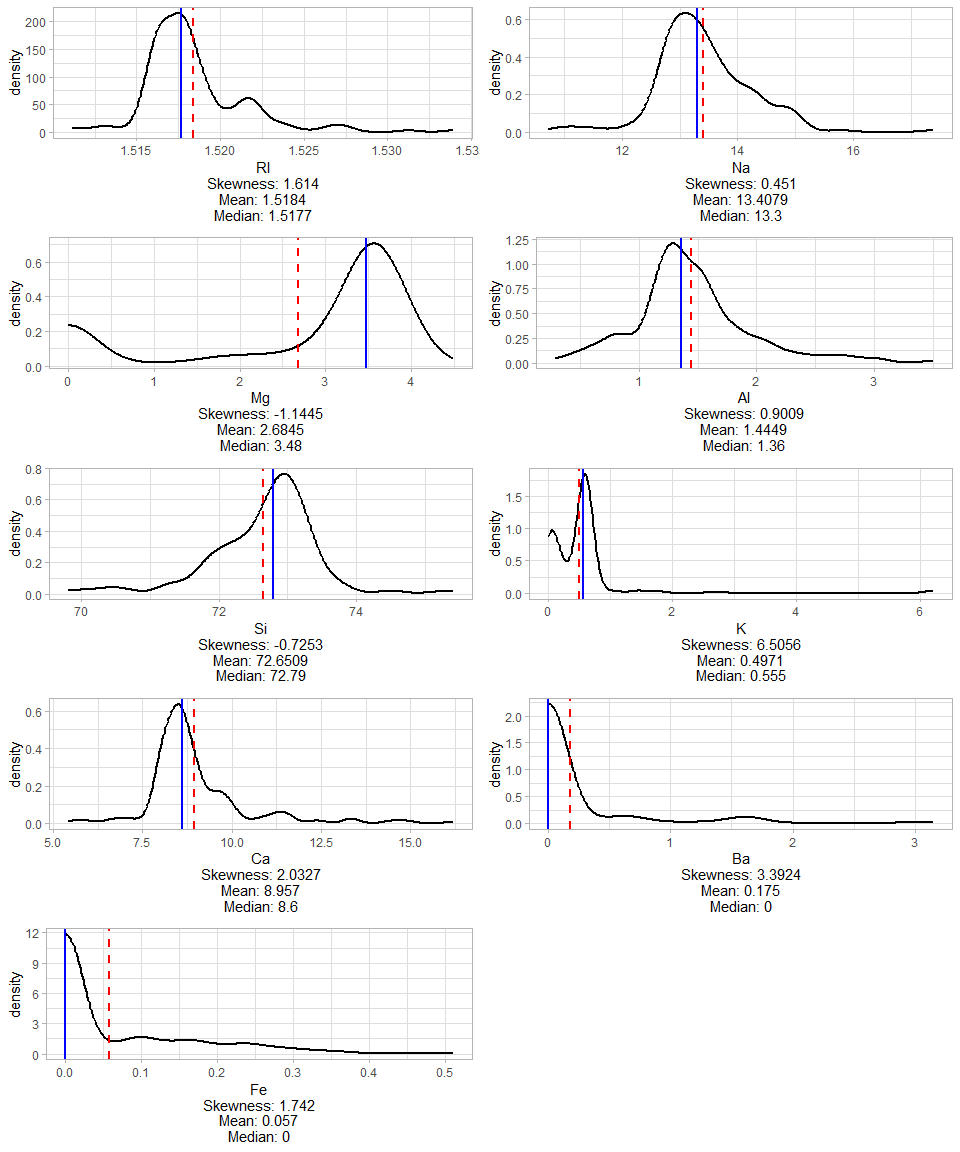 density
200
150
100
50
0
1.515
1.520
1.525
1.530
1.53
RI
Skewness: 1.614
Mean: 1.5184
Median: 1.5177
density
0.6
0.4
0.2
0.0
12
14
16
Na
Skewness: 0.451
Mean: 13.4079
Median: 13.3
density
0.6
0.4
0.2
0.0
0
1
2
3
4
Mg
Skewness: -1.1445
Mean: 2.6845
Median: 3.48
density
1.25
1.00
0.75
0.50
0.25
0.00
1
2
3
Al
Skewness: 0.9009
Mean: 1.4449
Median: 1.36
density
0.8
0.6
0.4
0.2
0.0
70
72
74
Si
Skewness: -0.7253
Mean: 72.6509
Median: 72.79
density
1.5
1.0
0.5
0.0
0
2
4
6
K
Skewness: 6.5056
Mean: 0.4971
Median: 0.555
density
0.6
0.4
0.2
0.0
5.0
7.5
10.0
12.5
15.0
Ca
Skewness: 2.0327
Mean: 8.957
Median: 8.6
density
2.0
1.5
1.0
0.5
0.0
0
1
2
3
Ba
Skewness: 3.3924
Mean: 0.175
Median: 0
density
12
9
6
3
0
0.0
0.1
0.2
0.3
0.4
0.5
Fe
Skewness: 1.742
Mean: 0.057
Median: 0